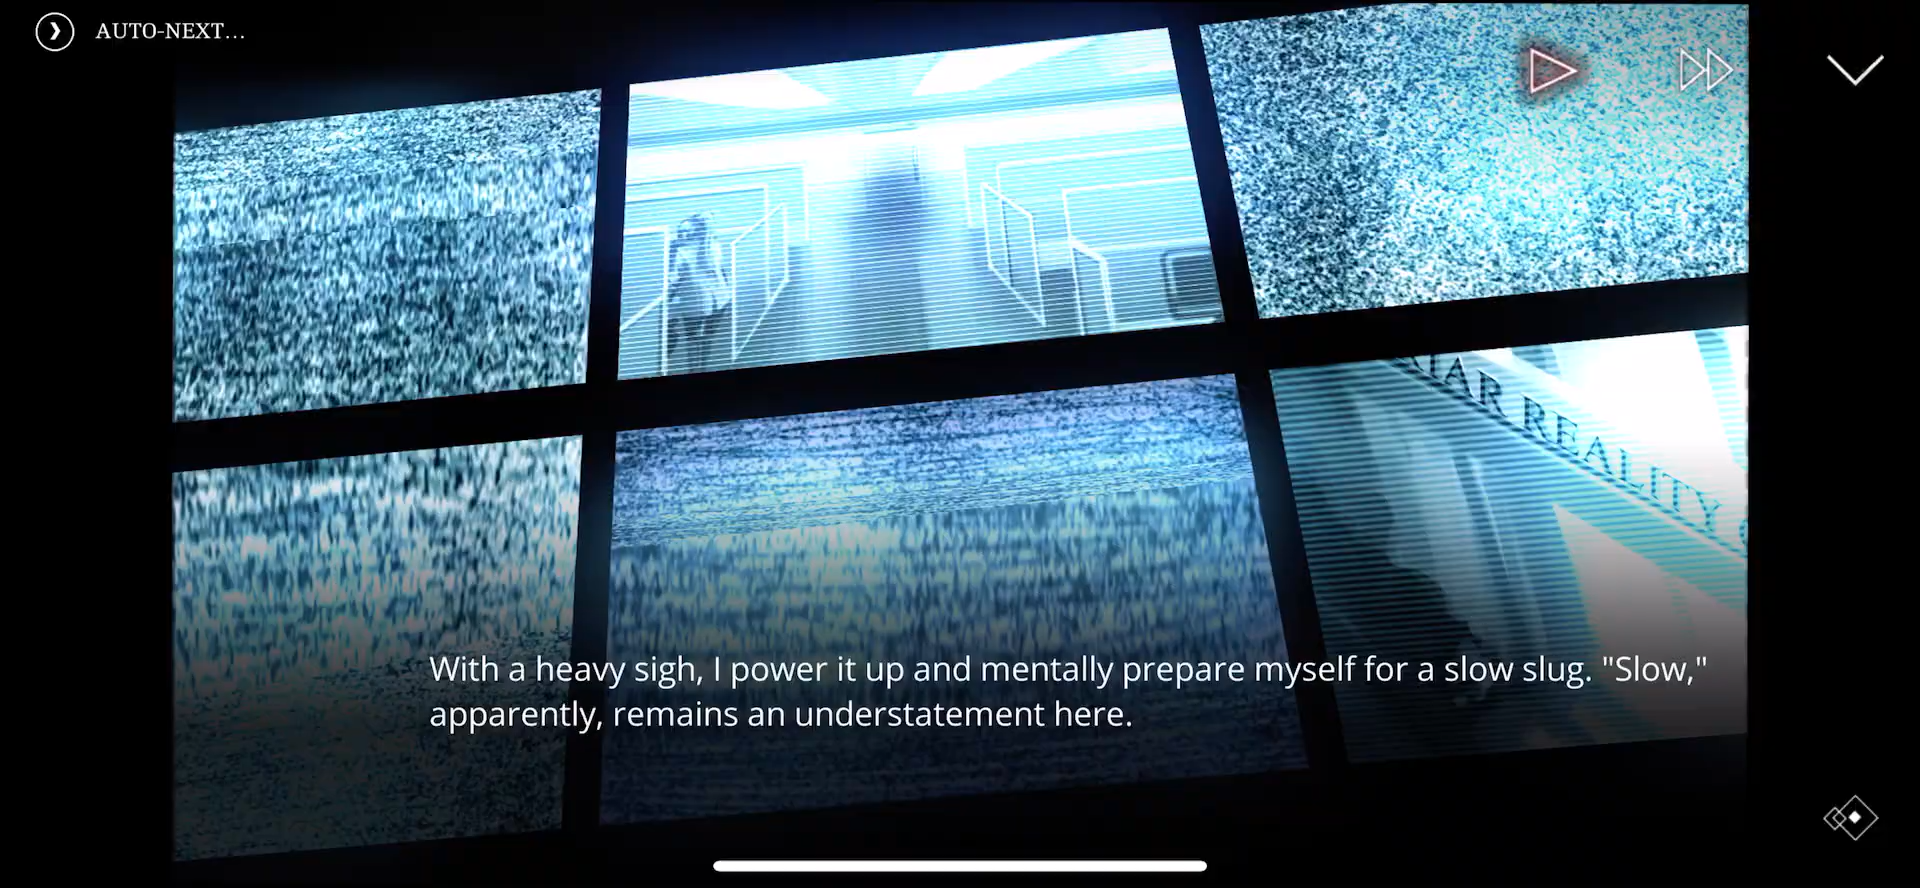 AUTO-NEXT...
REALITY
With a heavy sigh, I power it up and mentally prepare myself for a slow slug. "Slow,"
apparently, remains an understatement here.